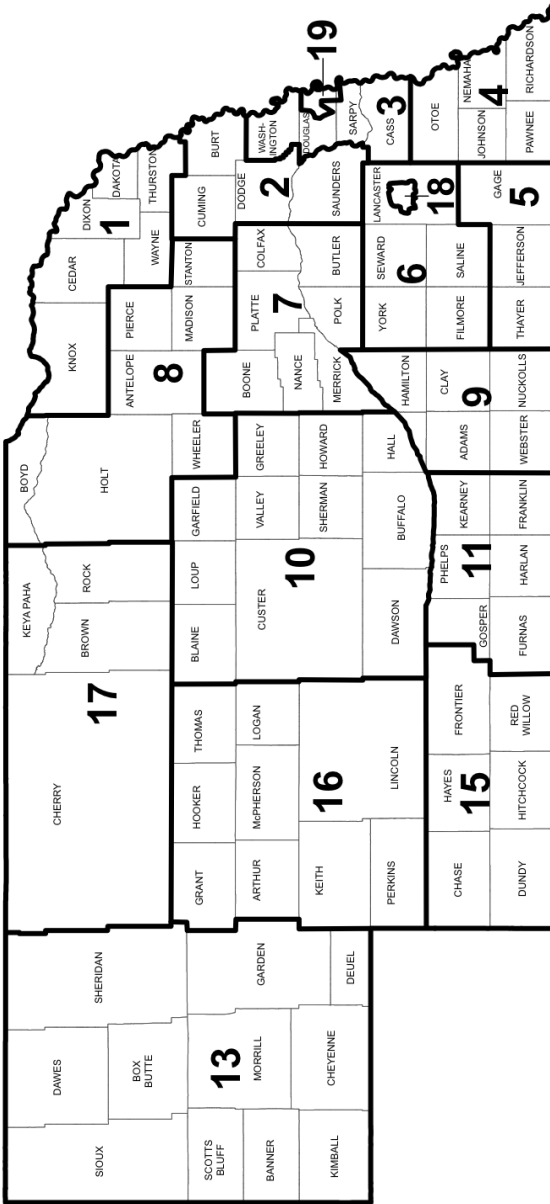 SIOUX
DAWES
BOX
BUTTE
SHERIDAN
SCOTTS
BLUFF
BANNER
KIMBALL
13
MORRILL
CHEYENNE
GARDEN
DEUEL
CHERRY
17
KEYA PAHA
BROWN
ROCK
GRANT
HOOKER
THOMAS
ARTHUR
McPHERSON
LOGAN
16
KEITH
LINCOLN
PERKINS
CHASE
HAYES
FRONTIER
15
DUNDY
HITCHCOCK
RED
WILLOW
BLAINE
LOUP
GARFIELD
CUSTER
VALLEY
GREELEY
10
SHERMAN
HOWARD
DAWSON
BUFFALO
HALL
GOSPER
PHELPS
KEARNEY
11
FURNAS
HARLAN
FRANKLIN
BOYD
HOLT
WHEELER
ANTELOPE
PIERCE
8
MADISON
STANTON
KNOX
CEDAR
DIXON
DAKOTA
1
WAYNE
THURSTON
BOONE
PLATTE
COLFAX
7
NANCE
MERRICK
POLK
BUTLER
CUMING
BURT
DODGE
2
SAUNDERS
WASH-
INGTON
DOUGLAS
19
SARPY
3
CASS
HAMILTON
ADAMS
CLAY
9
WEBSTER
NUCKOLLS
YORK
SEWARD
LANCASTER
6
18
FILMORE
SALINE
THAYER
JEFFERSON
GAGE
5
OTOE
NEMAHA
4
JOHNSON
PAWNEE
RICHARDSON